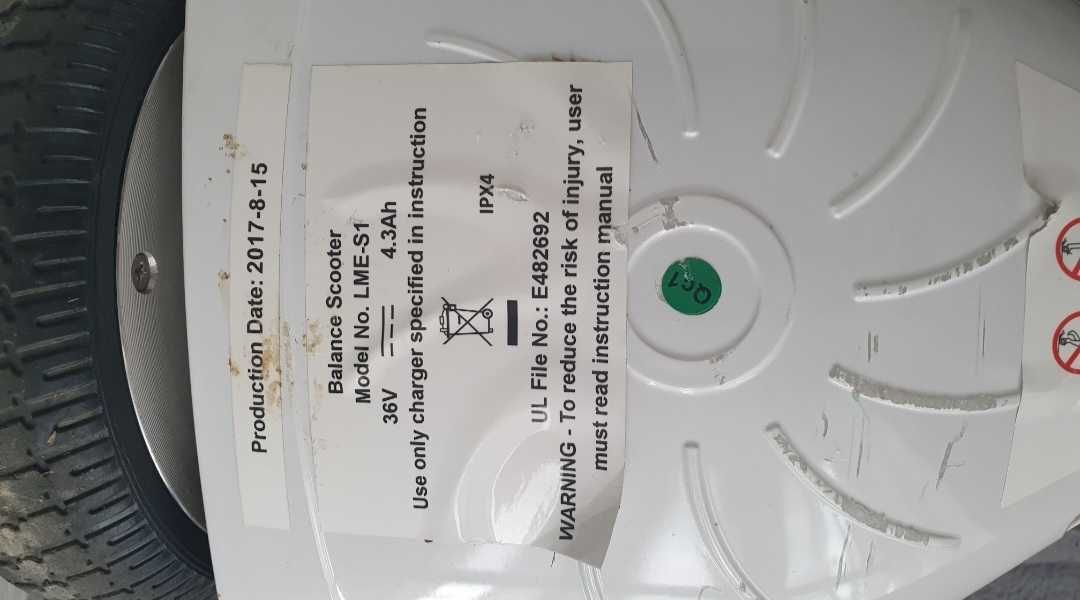 Production Date: 2017-8-15
Balance Scooter
Model No. LME-S1
36V 4.3Ah
Use only charger specified in instruction
IPX4
UL File No.: E482692
WARNING - To reduce the risk of injury, user
must read instruction manual
QC1